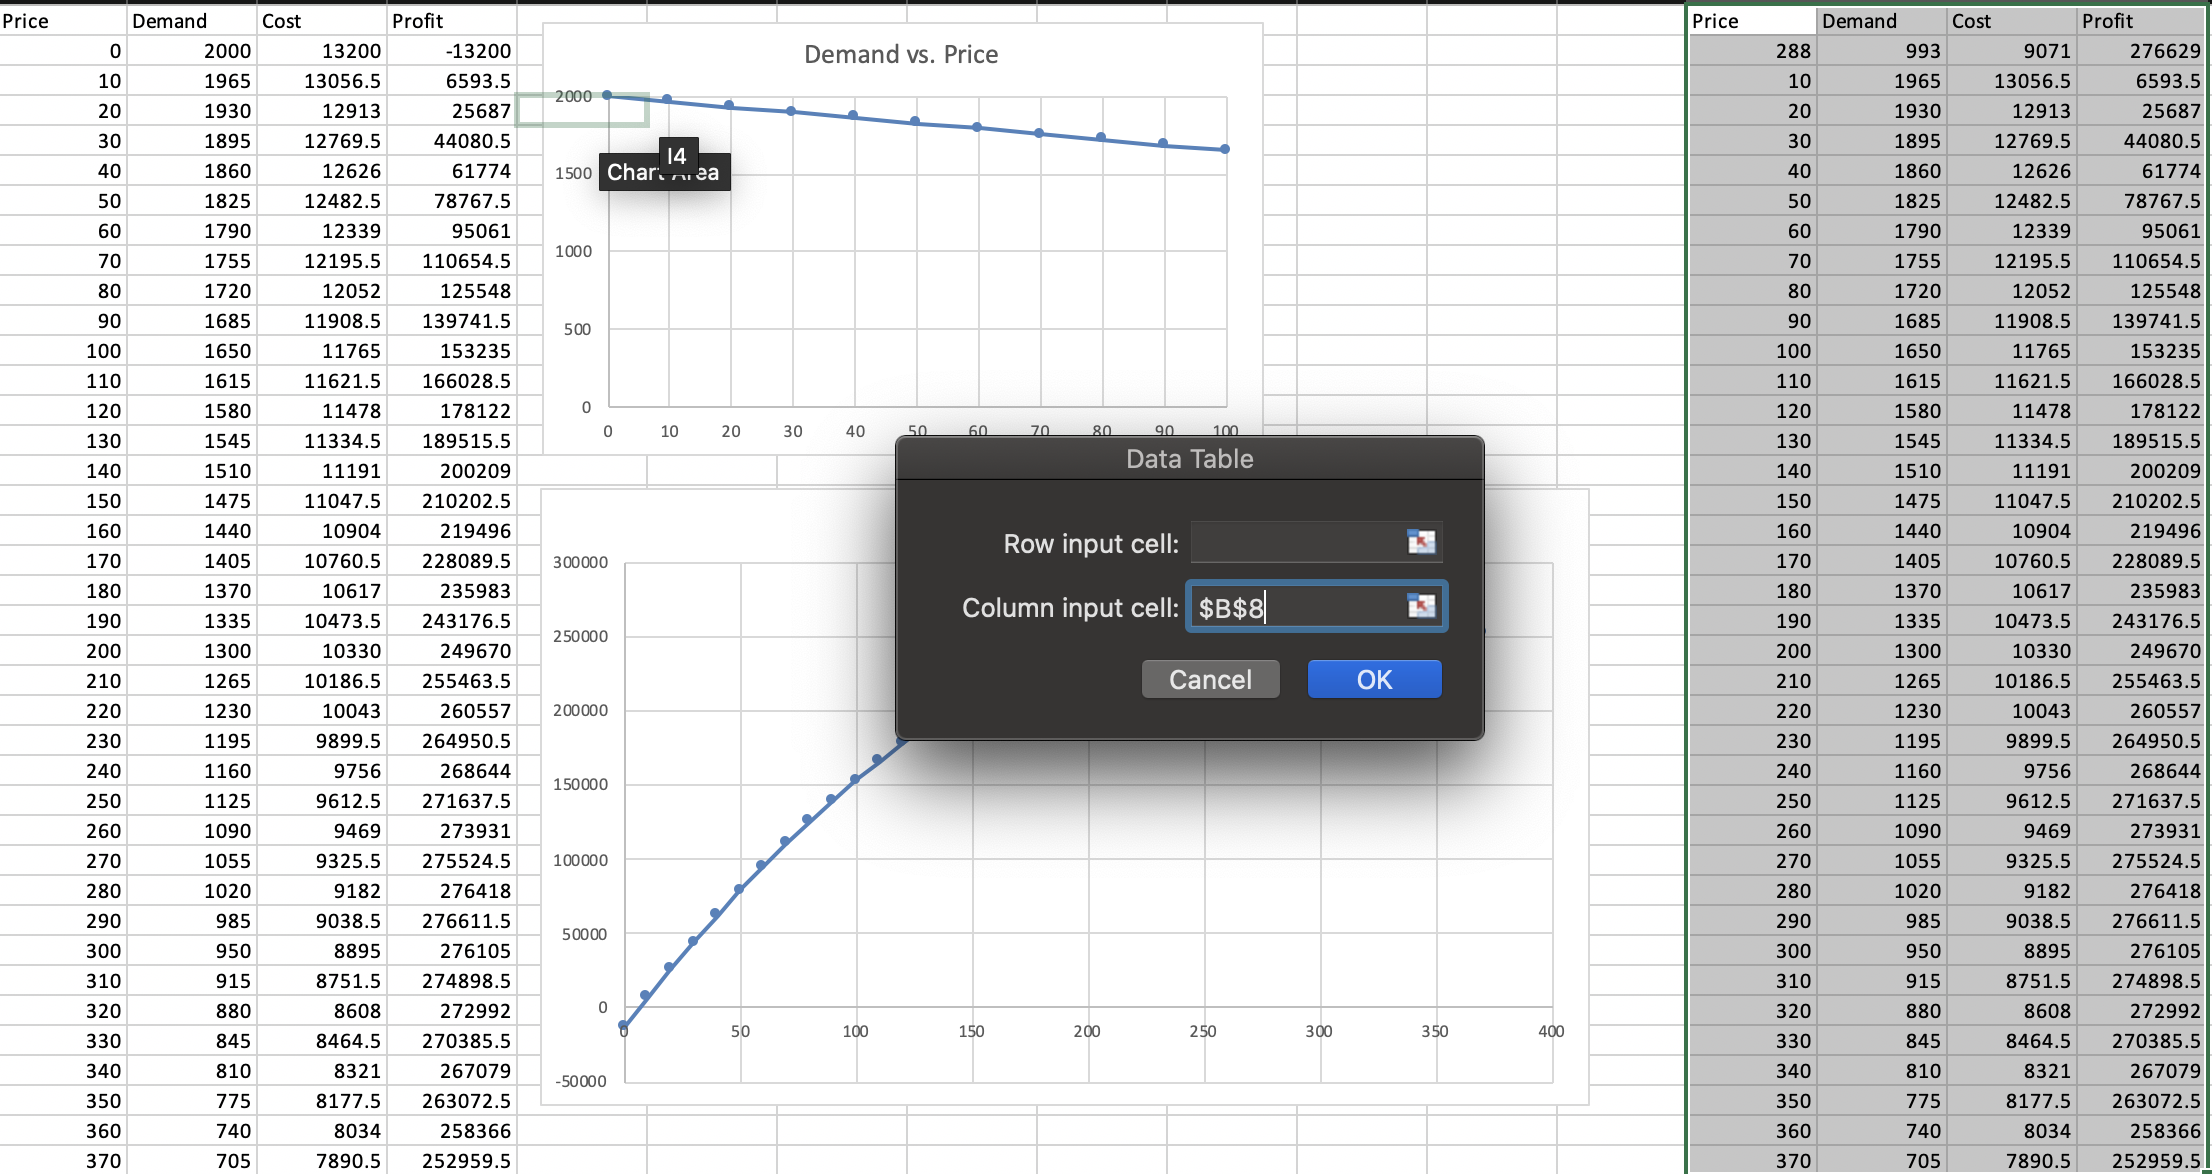 Price Demand Cost Profit
0 2000 13200 -13200
10 1965 13056.5 6593.5
20 1930 12913 25687
30 1895 12769.5 44080.5
40 1860 12626 61774
50 1825 12482.5 78767.5
60 1790 12339 95061
70 1755 12195.5 110654.5
80 1720 12052 125548
90 1685 11908.5 139741.5
100 1650 11765 153235
110 1615 11621.5 166028.5
120 1580 11478 178122
130 1545 11334.5 189515.5
140 1510 11191 200209
150 1475 11047.5 210202.5
160 1440 10904 219496
170 1405 10760.5 228089.5
180 1370 10617 235983
190 1335 10473.5 243176.5
200 1300 10330 249670
210 1265 10186.5 255463.5
220 1230 10043 260557
230 1195 9899.5 264950.5
240 1160 9756 268644
250 1125 9612.5 271637.5
260 1090 9469 273931
270 1055 9325.5 275524.5
280 1020 9182 276418
290 985 9038.5 276611.5
300 950 8895 276105
310 915 8751.5 274898.5
320 880 8608 272992
330 845 8464.5 270385.5
340 810 8321 267079
350 775 8177.5 263072.5
360 740 8034 258366
370 705 7890.5 252959.5
Demand vs. Price
2000
1500
1000
500
0
0 10 20 30 40 50 60 70 80 90 100
I4
Chart Area
300000
250000
200000
150000
100000
50000
0
-50000
0 50 100 150 200 250 300 350 400
Data Table
Row input cell:
Column input cell: $B$8
Cancel OK
Price Demand Cost Profit
288 993 9071 276629
10 1965 13056.5 6593.5
20 1930 12913 25687
30 1895 12769.5 44080.5
40 1860 12626 61774
50 1825 12482.5 78767.5
60 1790 12339 95061
70 1755 12195.5 110654.5
80 1720 12052 125548
90 1685 11908.5 139741.5
100 1650 11765 153235
110 1615 11621.5 166028.5
120 1580 11478 178122
130 1545 11334.5 189515.5
140 1510 11191 200209
150 1475 11047.5 210202.5
160 1440 10904 219496
170 1405 10760.5 228089.5
180 1370 10617 235983
190 1335 10473.5 243176.5
200 1300 10330 249670
210 1265 10186.5 255463.5
220 1230 10043 260557
230 1195 9899.5 264950.5
240 1160 9756 268644
250 1125 9612.5 271637.5
260 1090 9469 273931
270 1055 9325.5 275524.5
280 1020 9182 276418
290 985 9038.5 276611.5
300 950 8895 276105
310 915 8751.5 274898.5
320 880 8608 272992
330 845 8464.5 270385.5
340 810 8321 267079
350 775 8177.5 263072.5
360 740 8034 258366
370 705 7890.5 252959.5